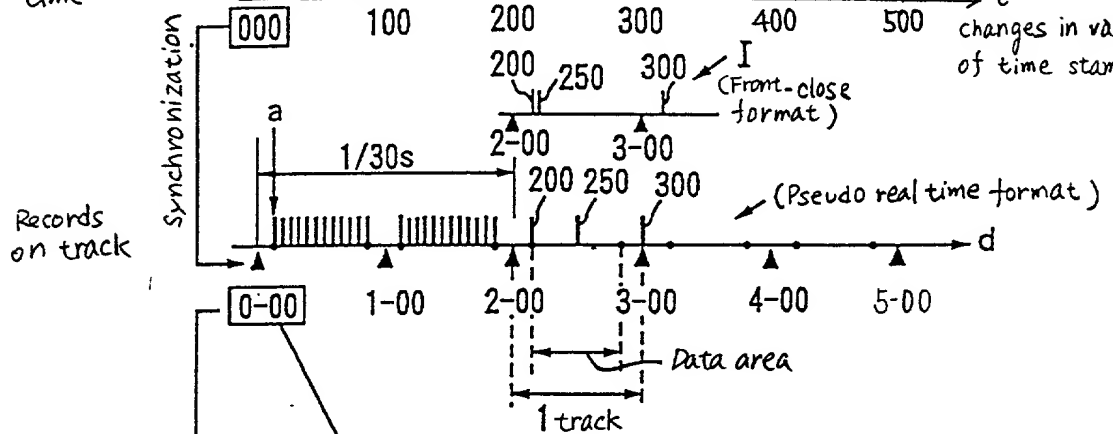 time
t
000 100 200 300 400 500
changes in va
of time stam
Synchronization
200 250 300 I
(Front-close
format)
a
2-00 3-00
1/30s
200 250 300
(Pseudo real time format)
Records
on track
d
0-00 1-00 2-00 3-00 4-00 5-00
Data area
1 track